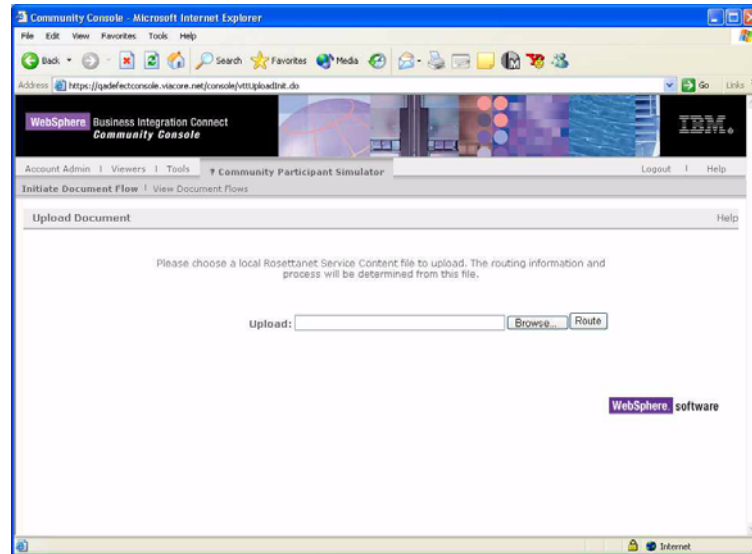 Community Console - Microsoft Internet Explorer
File Edit View Favorites Tools Help
Back Search Favorites Media
Address https://qadefectconsole.viacore.net/console/vttUploadInit.do Go Links
WebSphere. Business Integration Connect
Community Console
IBM.
Account Admin | Viewers | Tools ? Community Participant Simulator Logout | Help
Initiate Document Flow | View Document Flows
Upload Document Help
Please choose a local Rosettanet Service Content file to upload. The routing information and
process will be determined from this file.
Upload: Browse... Route
WebSphere. software
Internet